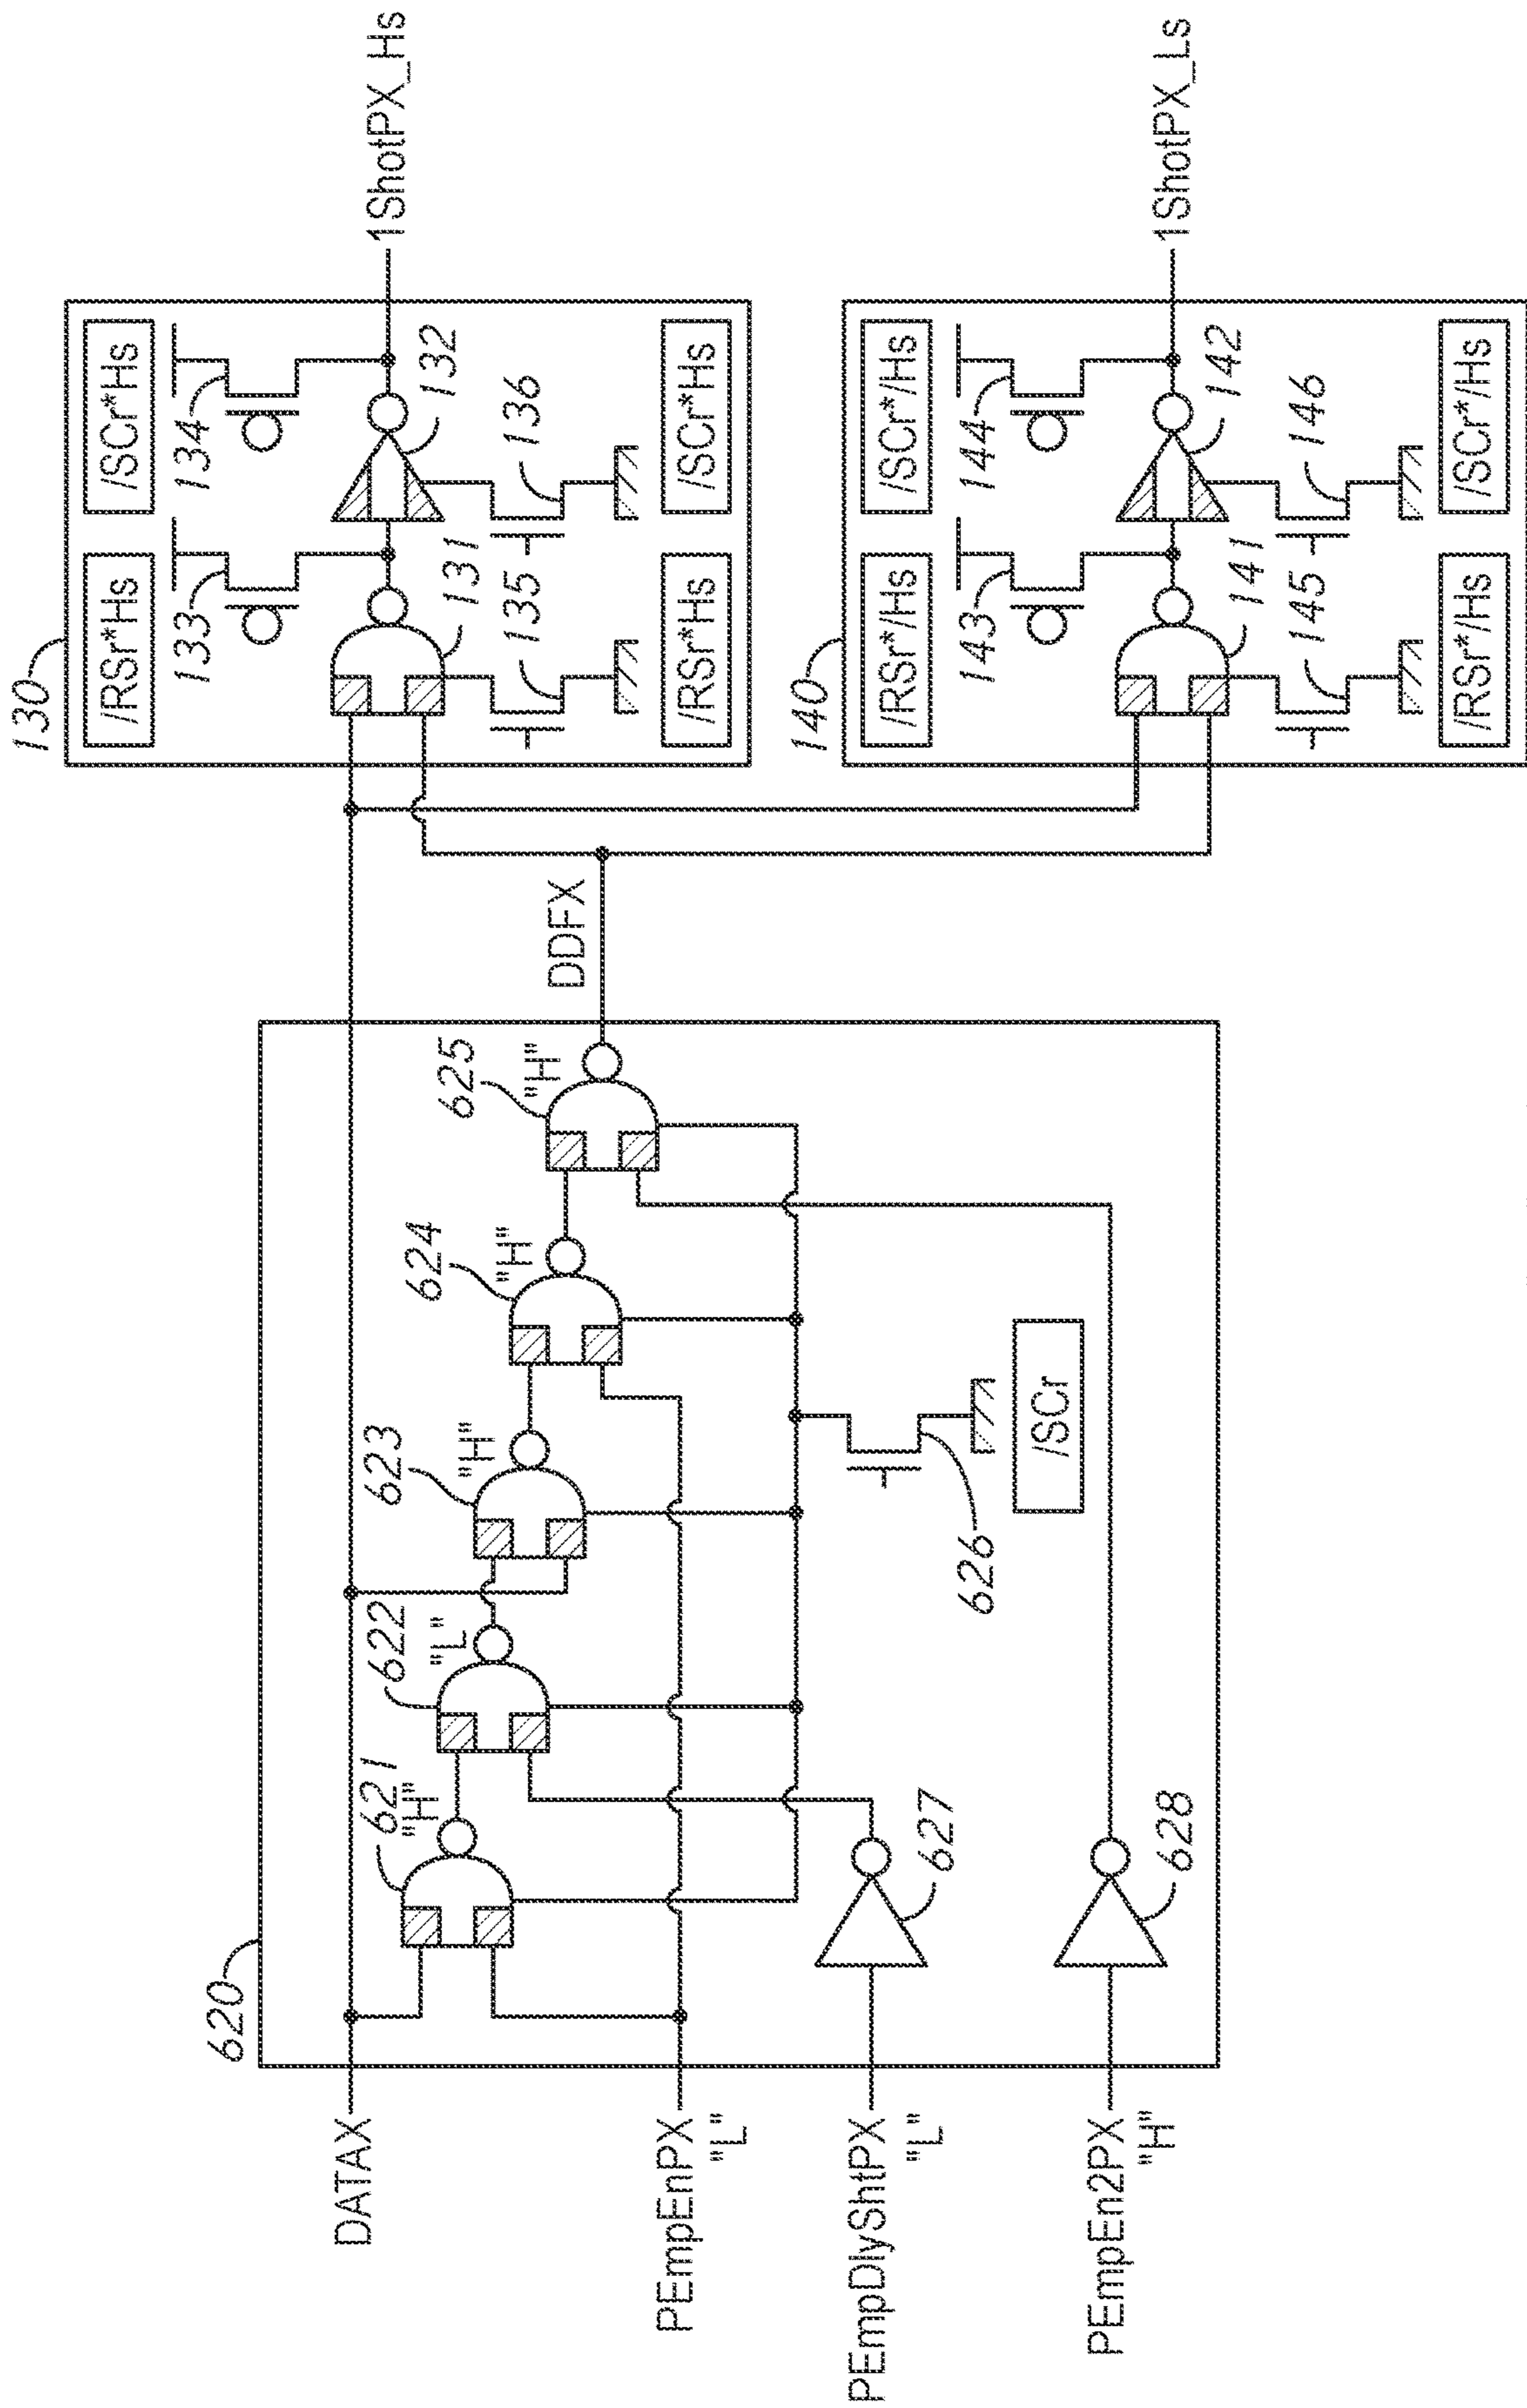 130
/RSr*Hs
/SCr*Hs
133
134
131
132
135
136
/RSr*Hs
/SCr*Hs
1ShotPX_Hs
140
/RSr*/Hs
/SCr*/Hs
143
144
141
142
145
146
/RSr*/Hs
/SCr*/Hs
1ShotPX_Ls
620
DATAX
621
"H"
622
"L"
623
"H"
624
"H"
625
"H"
DDFX
626
/SCr
PEmpEnPX
"L"
PEmpDlyShtPX
"L"
627
PEmpEn2PX
"H"
628